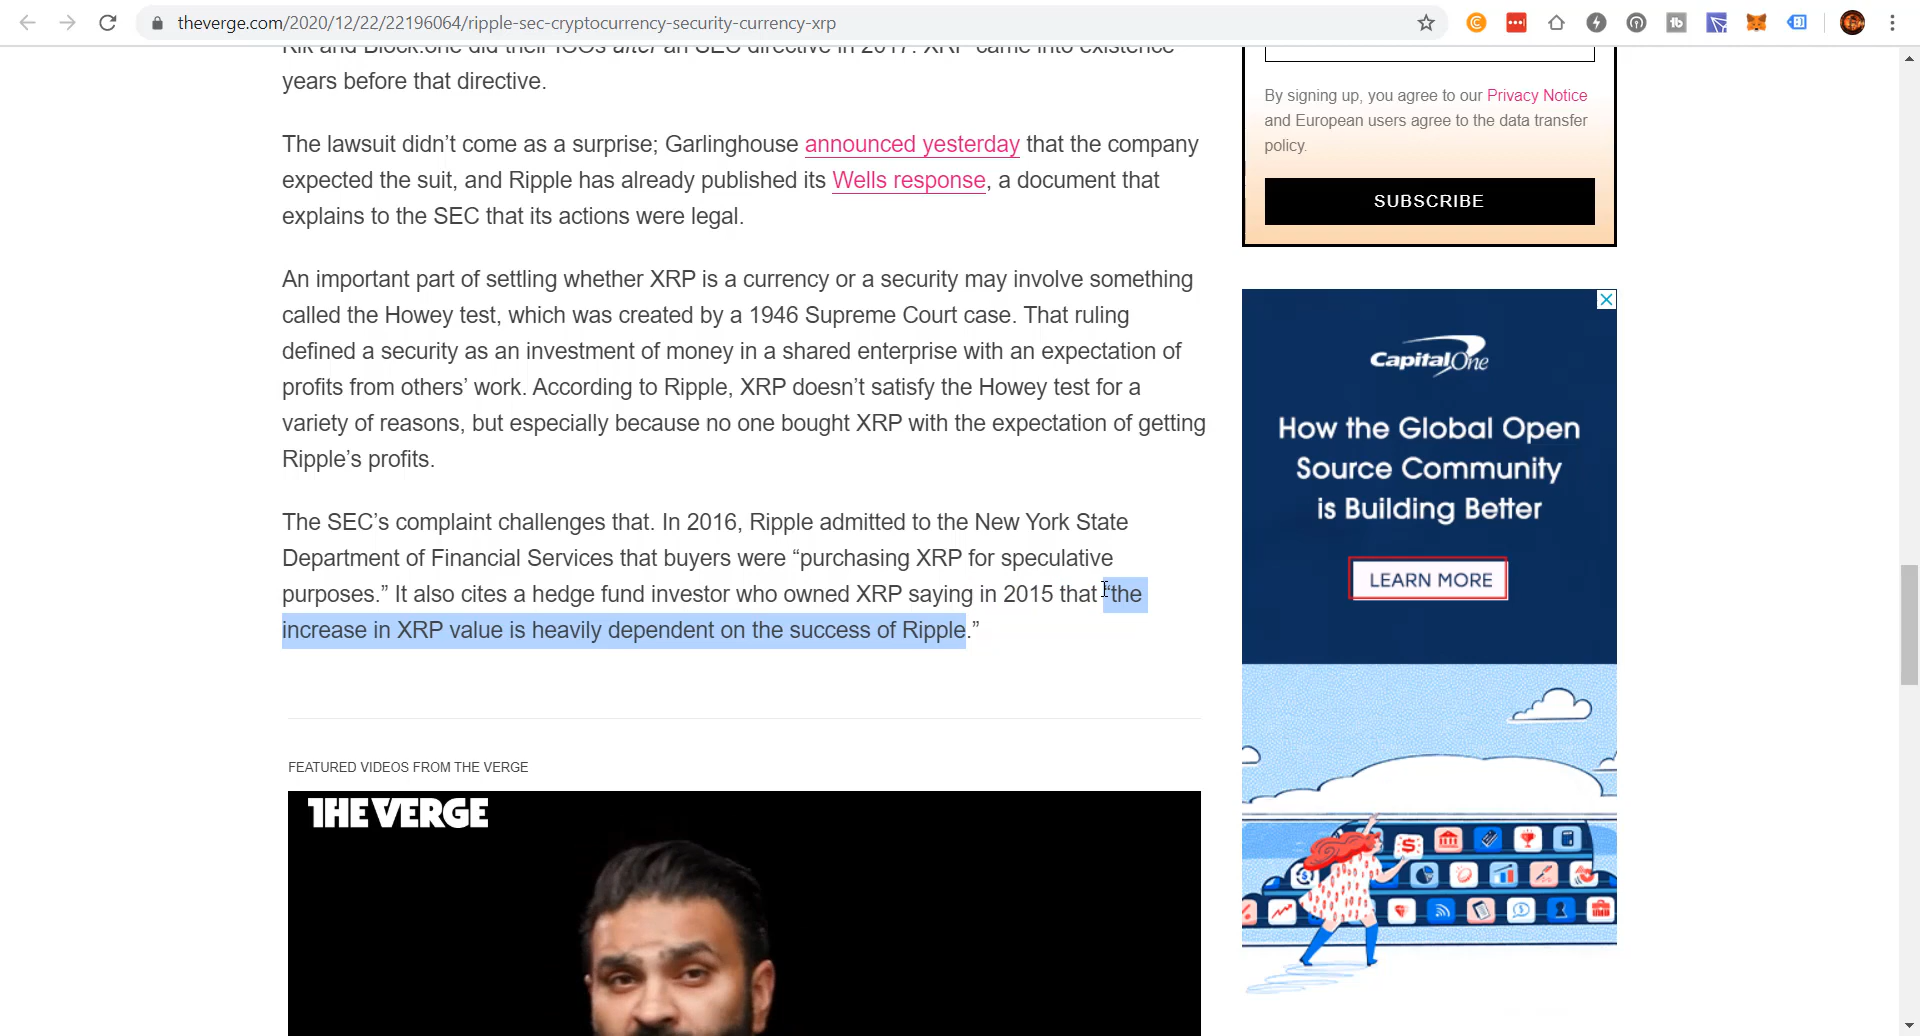 theverge.com/2020/12/22/22196064/ripple-sec-cryptocurrency-security-currency-xrp
Kik and Block.one did their ICOs after an SEC directive in 2017. XRP came into existence
years before that directive.
The lawsuit didn’t come as a surprise; Garlinghouse announced yesterday that the company
expected the suit, and Ripple has already published its Wells response, a document that
explains to the SEC that its actions were legal.
An important part of settling whether XRP is a currency or a security may involve something
called the Howey test, which was created by a 1946 Supreme Court case. That ruling
defined a security as an investment of money in a shared enterprise with an expectation of
profits from others’ work. According to Ripple, XRP doesn’t satisfy the Howey test for a
variety of reasons, but especially because no one bought XRP with the expectation of getting
Ripple’s profits.
The SEC’s complaint challenges that. In 2016, Ripple admitted to the New York State
Department of Financial Services that buyers were “purchasing XRP for speculative
purposes.” It also cites a hedge fund investor who owned XRP saying in 2015 that “the
increase in XRP value is heavily dependent on the success of Ripple.”
FEATURED VIDEOS FROM THE VERGE
THE VERGE
By signing up, you agree to our Privacy Notice
and European users agree to the data transfer
policy.
SUBSCRIBE
Capital One
How the Global Open
Source Community
is Building Better
LEARN MORE